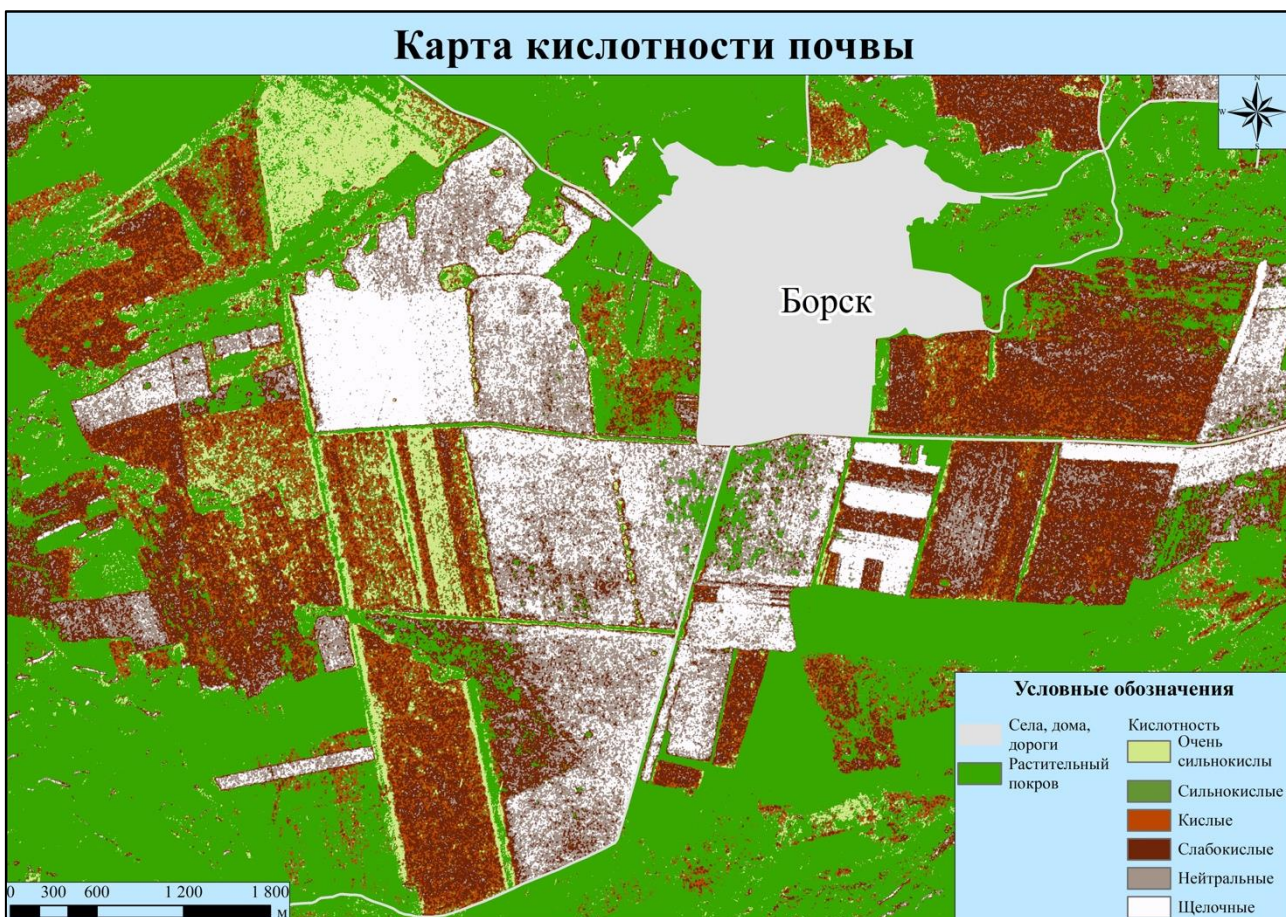 Карта кислотности почвы
N
W
S
Борск
Условные обозначения
Села, дома,
дороги
Растительный
покров
Кислотность
Очень
сильнокислы
Сильнокислые
Кислые
Слабокислые
Нейтральные
Щелочные
0 300 600 1 200 1 800
м